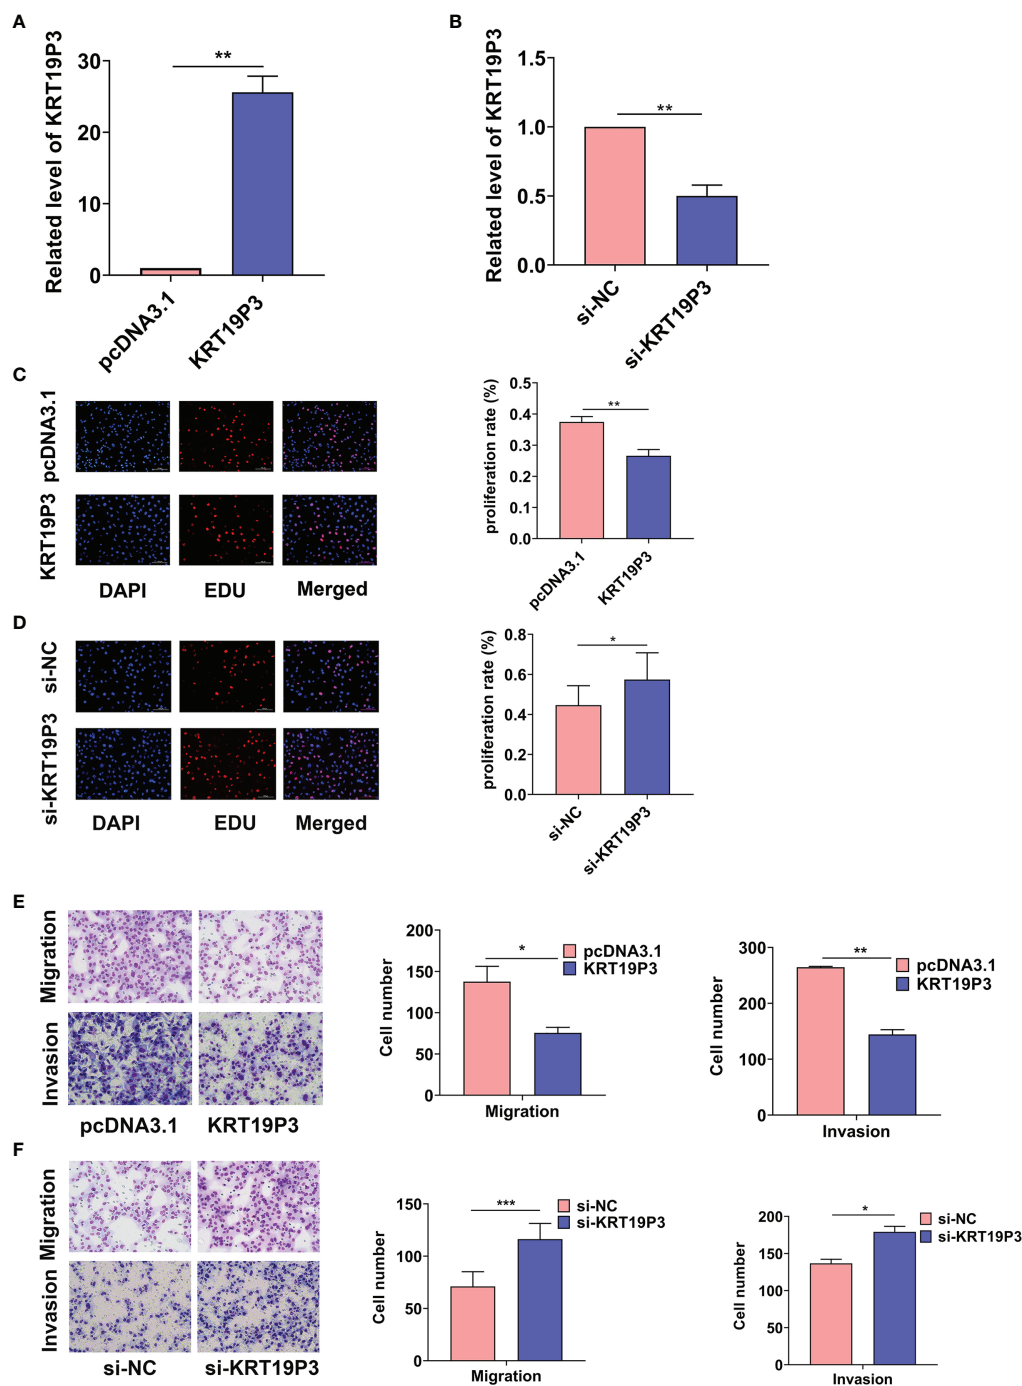 A
Related level of KRT19P3
30
20
10
0
**
pcDNA3.1
KRT19P3
B
Related level of KRT19P3
1.5
1.0
0.5
0.0
**
si-NC
si-KRT19P3
C
pcDNA3.1
KRT19P3
DAPI
EDU
Merged
proliferation rate (%)
0.5
0.4
0.3
0.2
0.1
0.0
**
pcDNA3.1
KRT19P3
D
si-NC
si-KRT19P3
DAPI
EDU
Merged
proliferation rate (%)
0.8
0.6
0.4
0.2
0.0
*
si-NC
si-KRT19P3
E
Migration
Invasion
pcDNA3.1
KRT19P3
Cell number
200
150
100
50
0
*
pcDNA3.1
KRT19P3
Migration
Cell number
300
200
100
0
**
pcDNA3.1
KRT19P3
Invasion
F
Migration
Invasion
si-NC
si-KRT19P3
Cell number
150
100
50
0
***
si-NC
si-KRT19P3
Migration
Cell number
200
150
100
50
0
*
si-NC
si-KRT19P3
Invasion